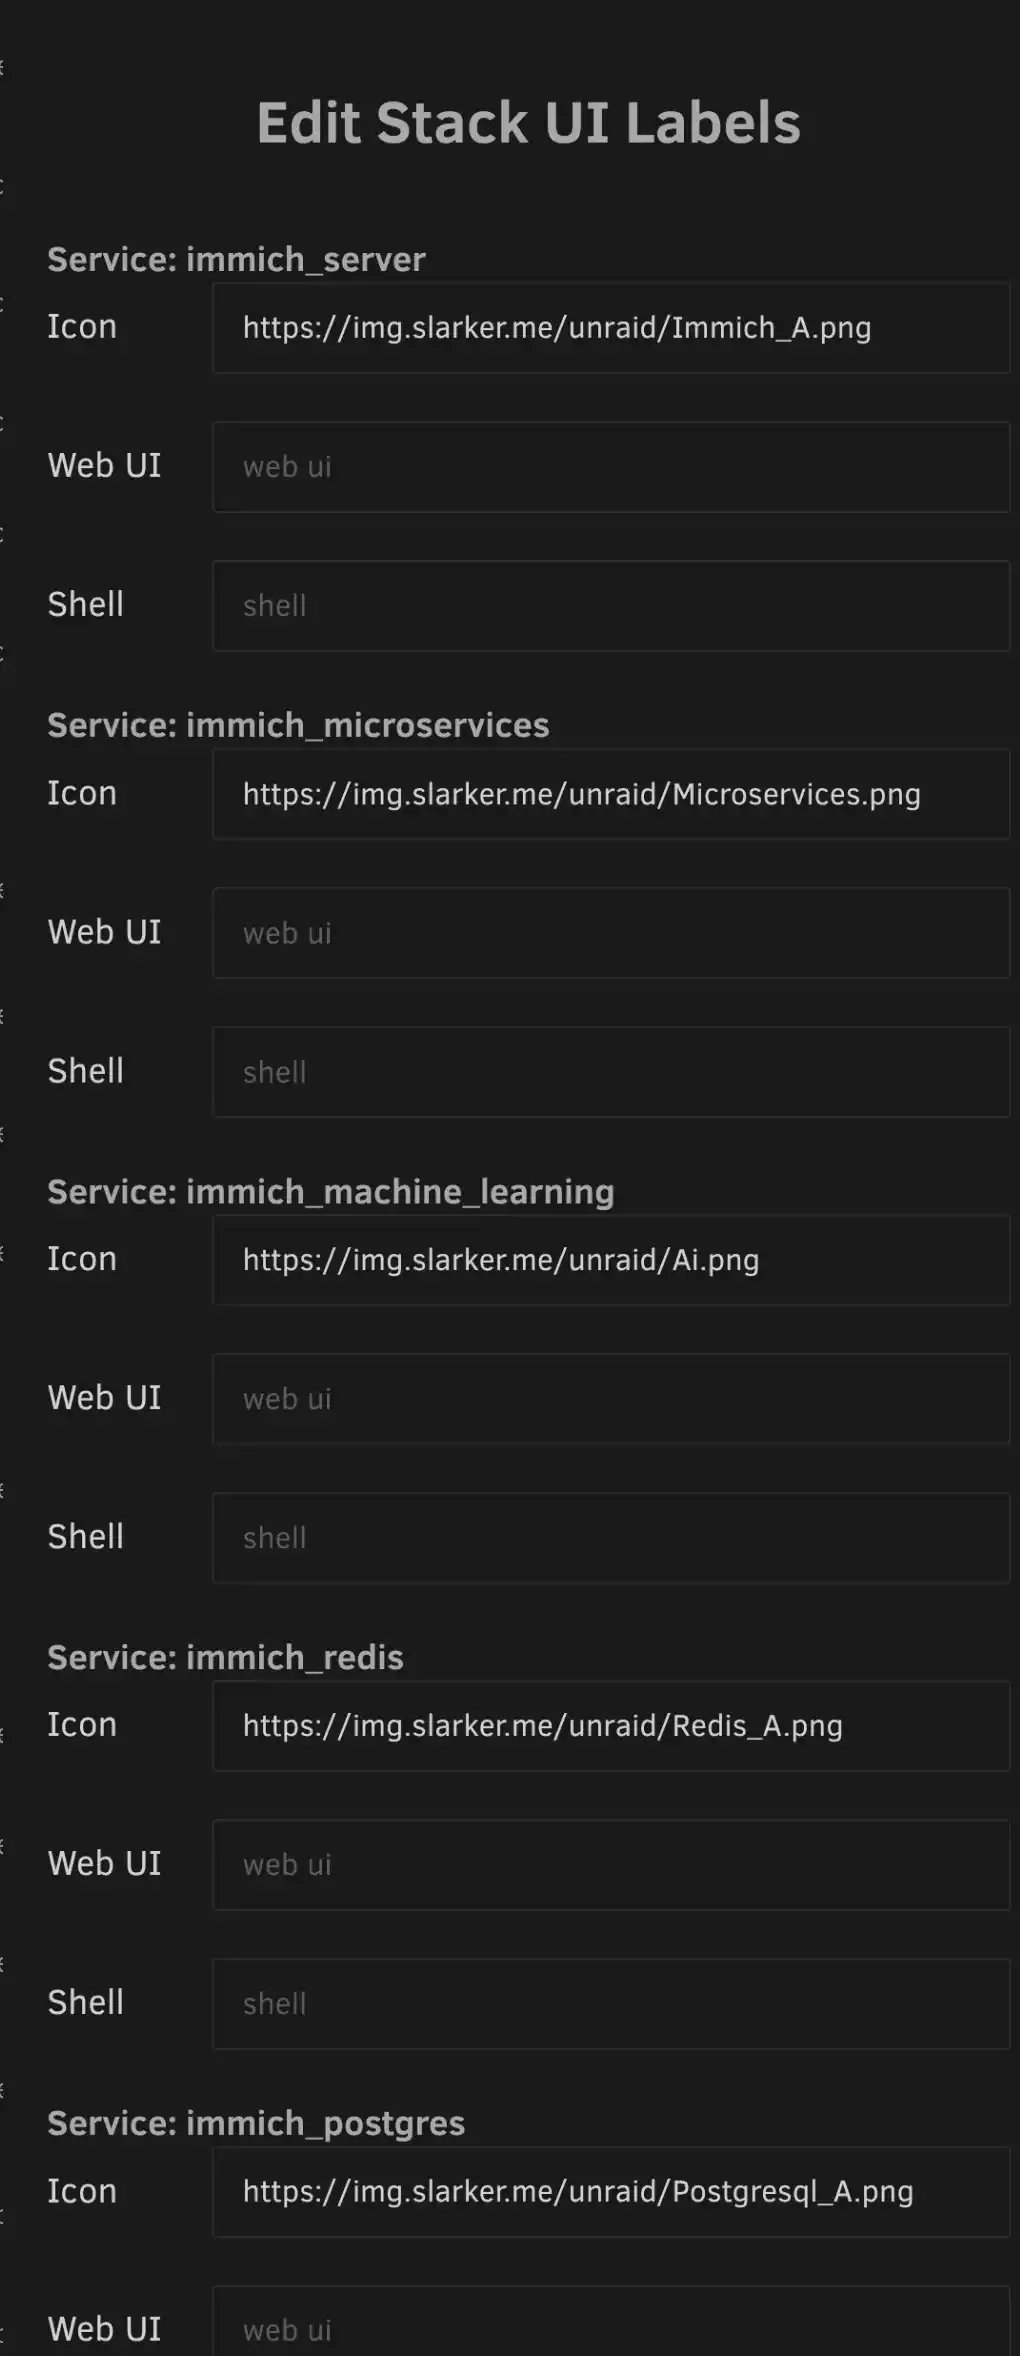 Edit Stack UI Labels
Service: immich_server
Icon https://img.slarker.me/unraid/Immich_A.png
Web UI web ui
Shell shell
Service: immich_microservices
Icon https://img.slarker.me/unraid/Microservices.png
Web UI web ui
Shell shell
Service: immich_machine_learning
Icon https://img.slarker.me/unraid/Ai.png
Web UI web ui
Shell shell
Service: immich_redis
Icon https://img.slarker.me/unraid/Redis_A.png
Web UI web ui
Shell shell
Service: immich_postgres
Icon https://img.slarker.me/unraid/Postgresql_A.png
Web UI web ui